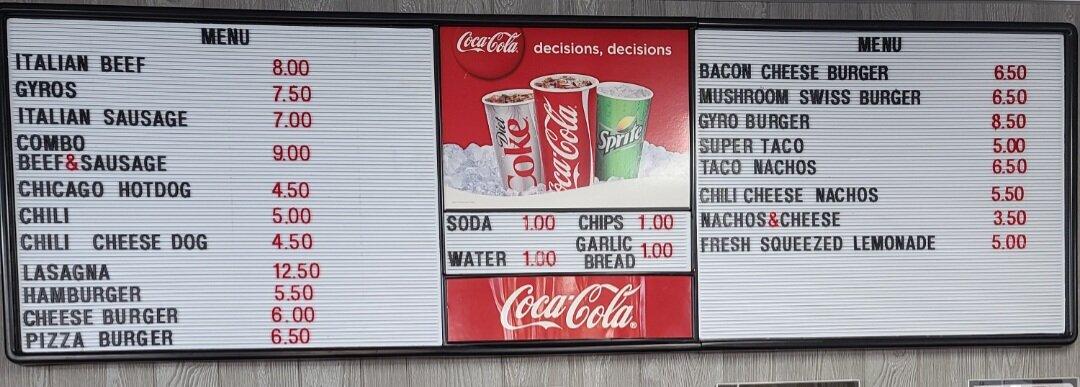 MENU
ITALIAN BEEF 8.00
GYROS 7.50
ITALIAN SAUSAGE 7.00
COMBO
BEEF&SAUSAGE 9.00
CHICAGO HOTDOG 4.50
CHILI 5.00
CHILI CHEESE DOG 4.50
LASAGNA 12.50
HAMBURGER 5.50
CHEESE BURGER 6.00
PIZZA BURGER 6.50
Coca-Cola decisions, decisions
Diet Coke
Coca-Cola
Sprite
SODA 1.00 CHIPS 1.00
WATER 1.00 GARLIC BREAD 1.00
Coca-Cola
MENU
BACON CHEESE BURGER 6.50
MUSHROOM SWISS BURGER 6.50
GYRO BURGER 8.50
SUPER TACO 5.00
TACO NACHOS 6.50
CHILI CHEESE NACHOS 5.50
NACHOS&CHEESE 3.50
FRESH SQUEEZED LEMONADE 5.00